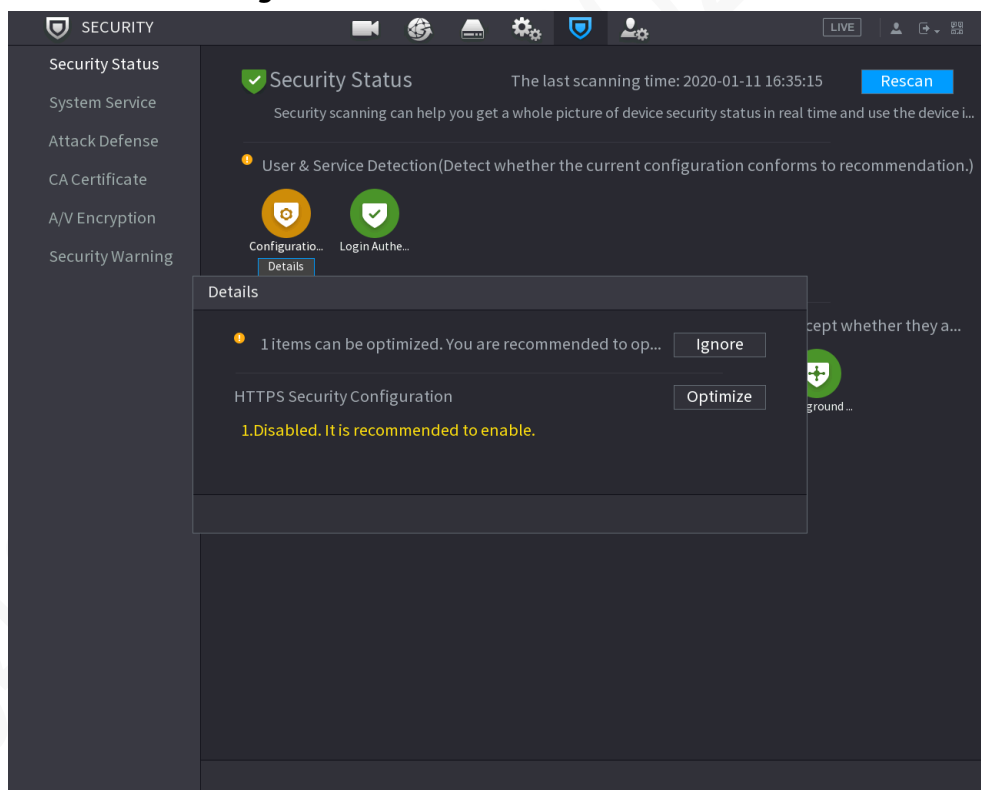 SECURITY
LIVE
Security Status
System Service
Attack Defense
CA Certificate
A/V Encryption
Security Warning
Security Status The last scanning time: 2020-01-11 16:35:15 Rescan
Security scanning can help you get a whole picture of device security status in real time and use the device i...
User & Service Detection(Detect whether the current configuration conforms to recommendation.)
Configuratio... Login Authe...
Details
Details
cept whether they a...
1 items can be optimized. You are recommended to op... Ignore
HTTPS Security Configuration Optimize
ground ...
1.Disabled. It is recommended to enable.